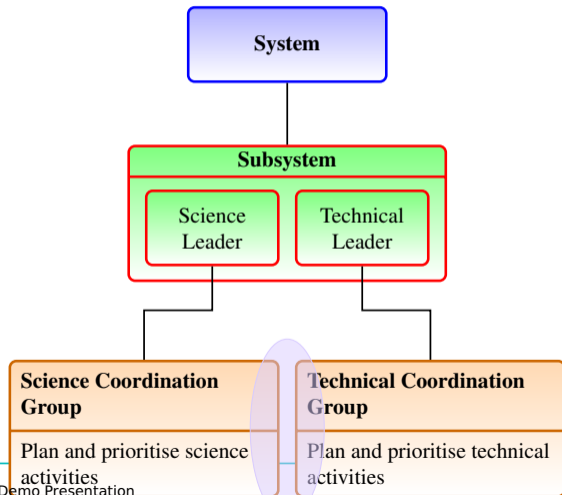 System
Subsystem
Science
Leader
Technical
Leader
Science Coordination
Group
Technical Coordination
Group
Plan and prioritise science
activities
Plan and prioritise technical
activities
Demo Presentation